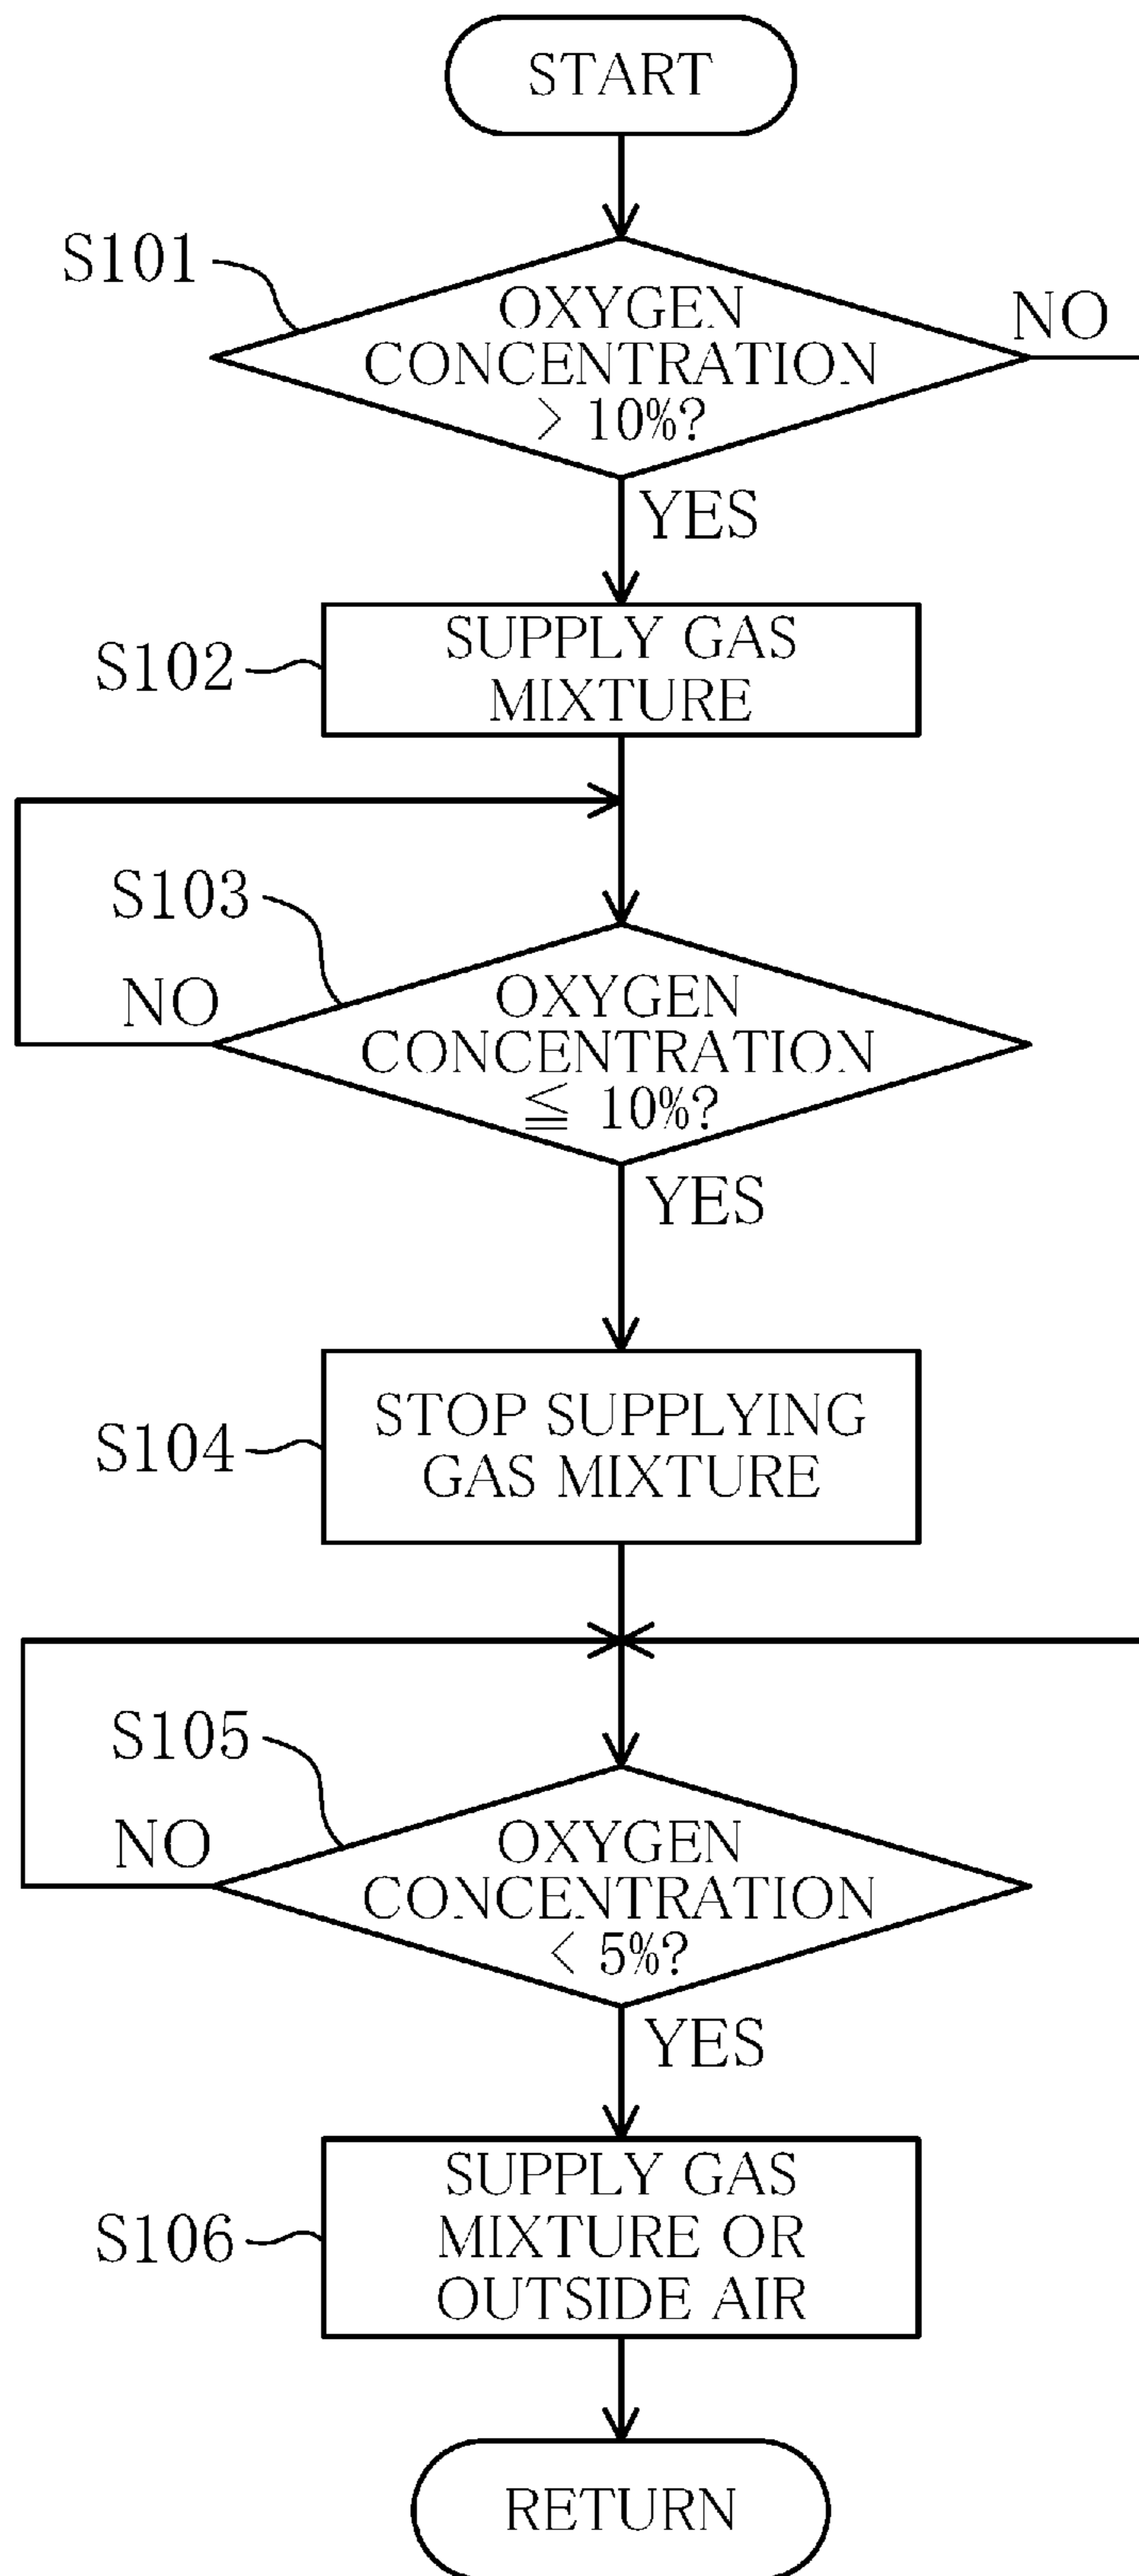 START
S101
OXYGEN
CONCENTRATION
> 10%?
NO
YES
S102
SUPPLY GAS
MIXTURE
S103
NO
OXYGEN
CONCENTRATION
≦ 10%?
YES
S104
STOP SUPPLYING
GAS MIXTURE
S105
NO
OXYGEN
CONCENTRATION
< 5%?
YES
S106
SUPPLY GAS
MIXTURE OR
OUTSIDE AIR
RETURN